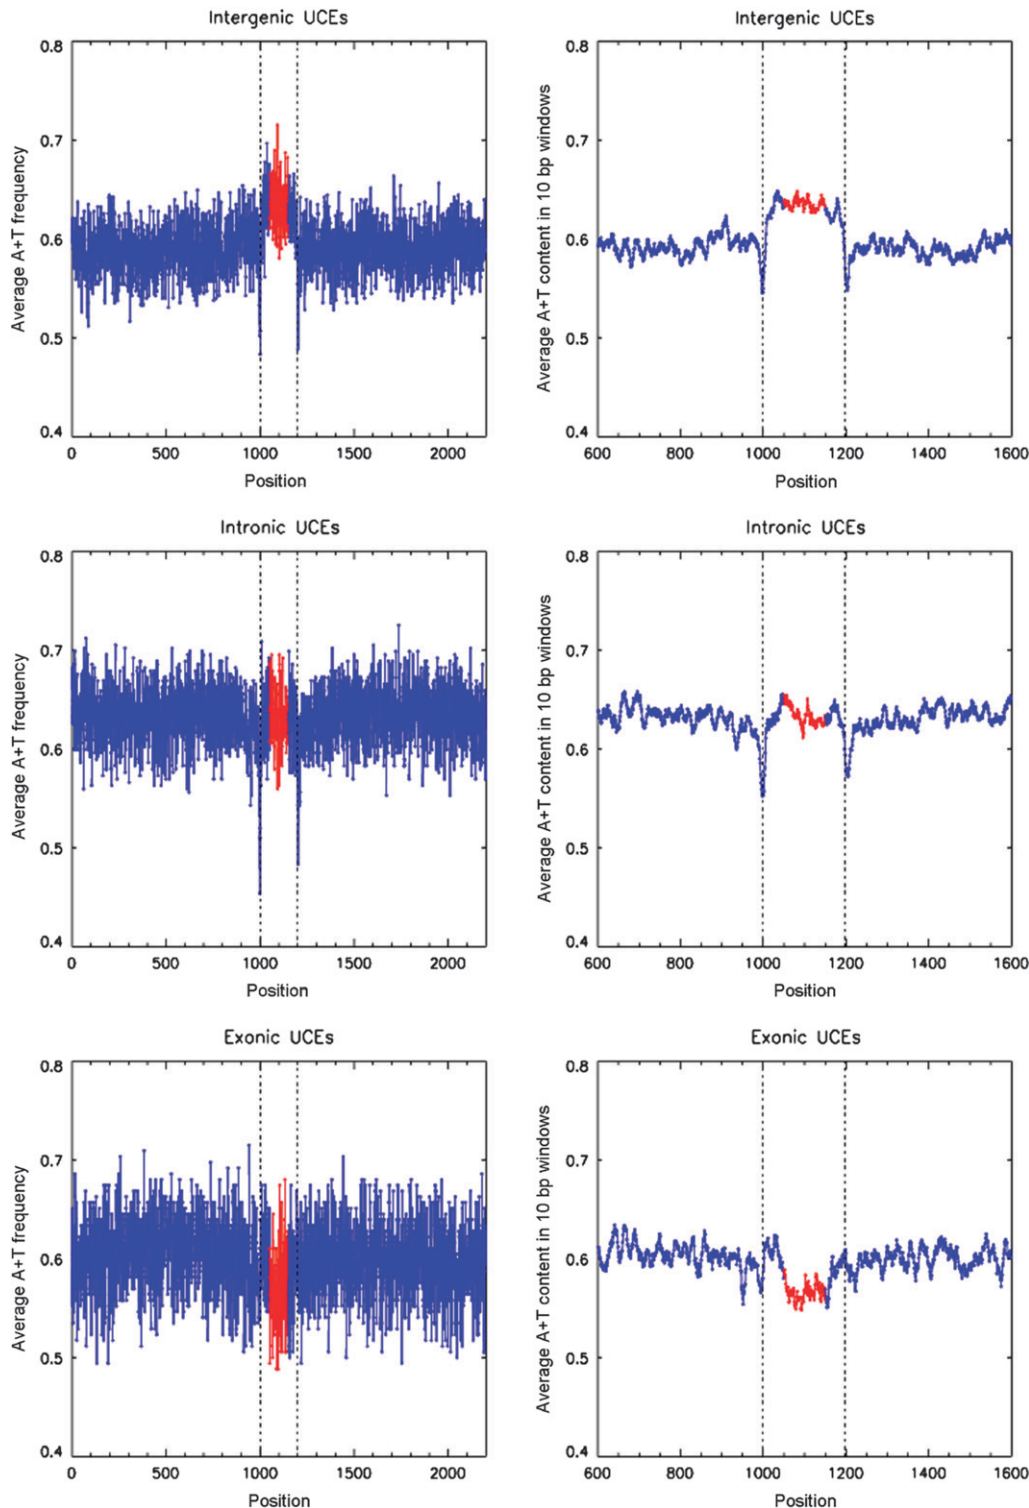 Intergenic UCEs
Average A+T frequency
0.8
0.7
0.6
0.5
0.4
0 500 1000 1500 2000
Position
Intergenic UCEs
Average A+T content in 10 bp windows
0.8
0.7
0.6
0.5
0.4
600 800 1000 1200 1400 1600
Position
Intronic UCEs
Average A+T frequency
0.8
0.7
0.6
0.5
0.4
0 500 1000 1500 2000
Position
Intronic UCEs
Average A+T content in 10 bp windows
0.8
0.7
0.6
0.5
0.4
600 800 1000 1200 1400 1600
Position
Exonic UCEs
Average A+T frequency
0.8
0.7
0.6
0.5
0.4
0 500 1000 1500 2000
Position
Exonic UCEs
Average A+T content in 10 bp windows
0.8
0.7
0.6
0.5
0.4
600 800 1000 1200 1400 1600
Position